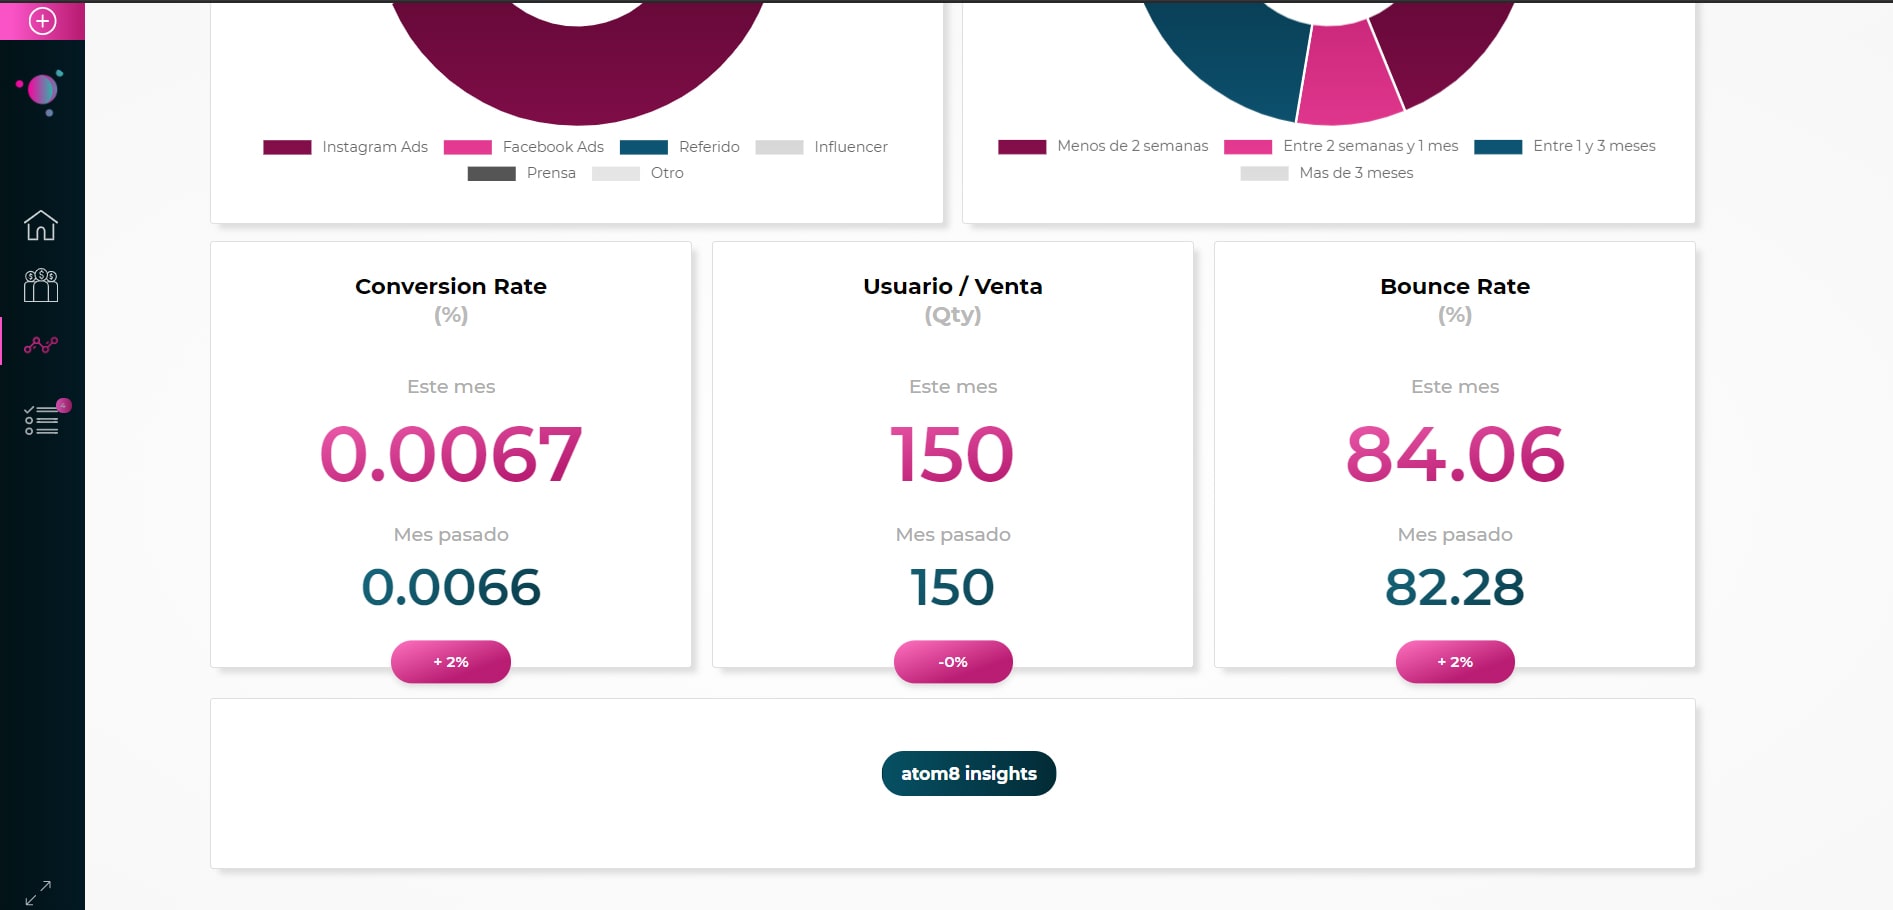 Instagram Ads Facebook Ads Referido Influencer
Prensa Otro
Menos de 2 semanas Entre 2 semanas y 1 mes Entre 1 y 3 meses
Mas de 3 meses
Conversion Rate
(%)
Este mes
0.0067
Mes pasado
0.0066
+ 2%
Usuario / Venta
(Qty)
Este mes
150
Mes pasado
150
-0%
Bounce Rate
(%)
Este mes
84.06
Mes pasado
82.28
+ 2%
atom8 insights